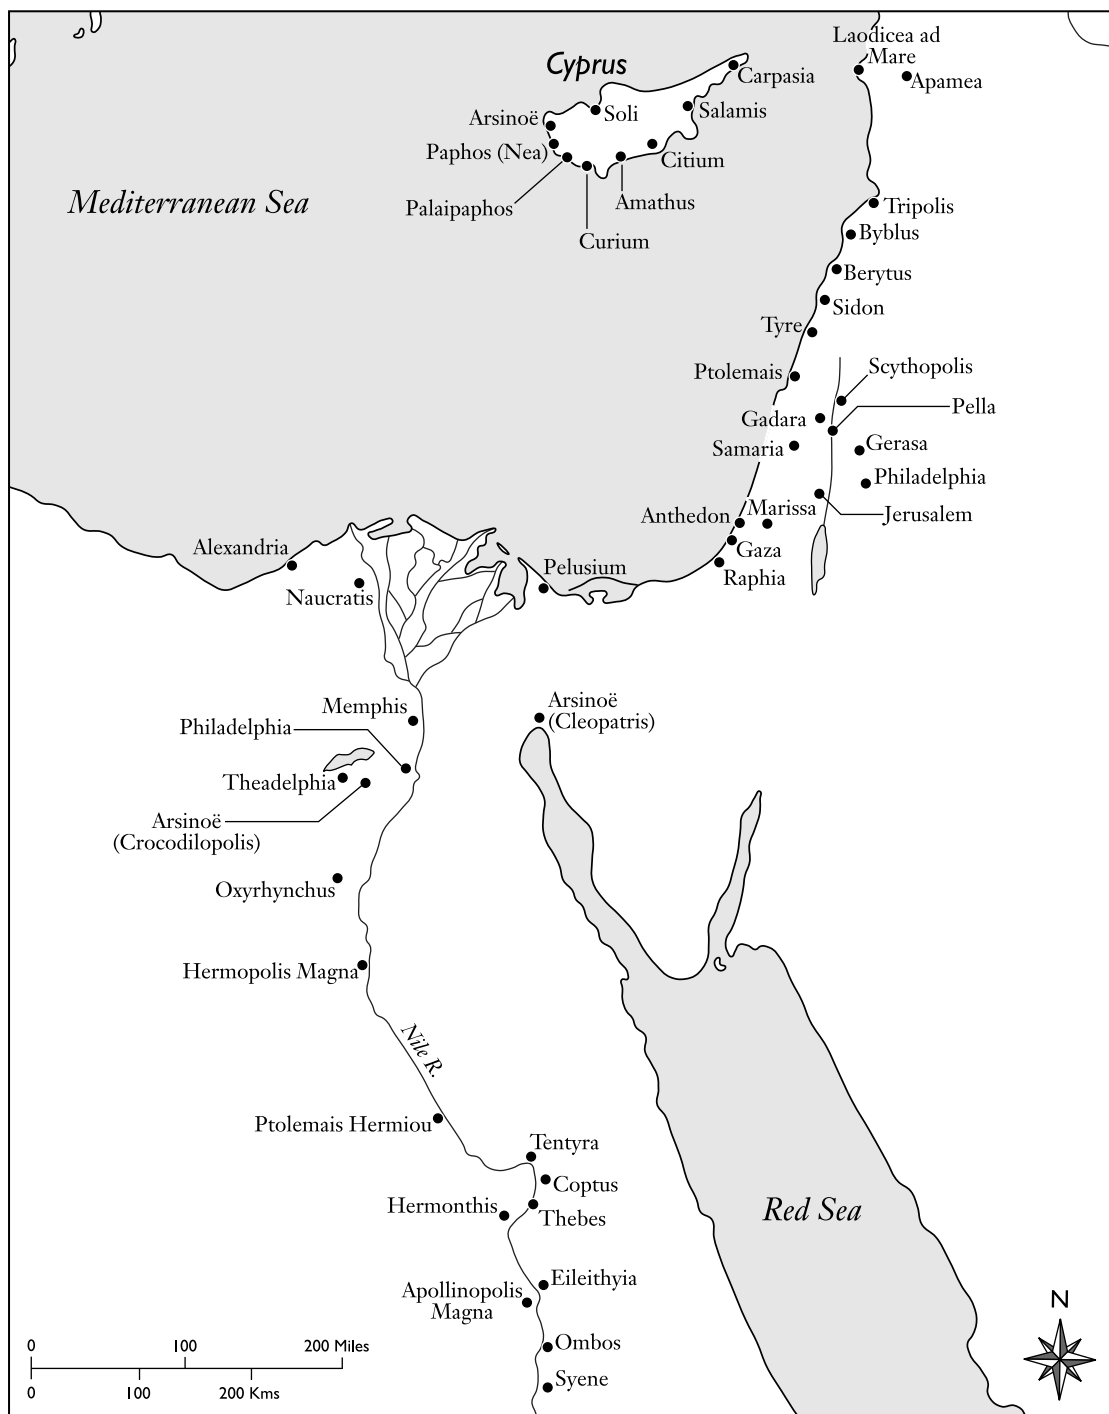 Laodicea ad
Mare
Cyprus
Carpasia
Apamea
Soli
Salamis
Arsinoë
Paphos (Nea)
Citium
Mediterranean Sea
Palaipaphos
Amathus
Tripolis
Curium
Byblus
Berytus
Sidon
Tyre
Ptolemais
Scythopolis
Gadara
Pella
Samaria
Gerasa
Philadelphia
Anthedon
Marissa
Jerusalem
Alexandria
Gaza
Pelusium
Raphia
Naucratis
Memphis
Arsinoë
(Cleopatris)
Philadelphia
Theadelphia
Arsinoë
(Crocodilopolis)
Oxyrhynchus
Hermopolis Magna
Nile R.
Ptolemais Hermiou
Tentyra
Coptus
Hermonthis
Thebes
Red Sea
Eileithyia
Apollinopolis
Magna
N
Ombos
0 100 200 Miles
Syene
0 100 200 Kms